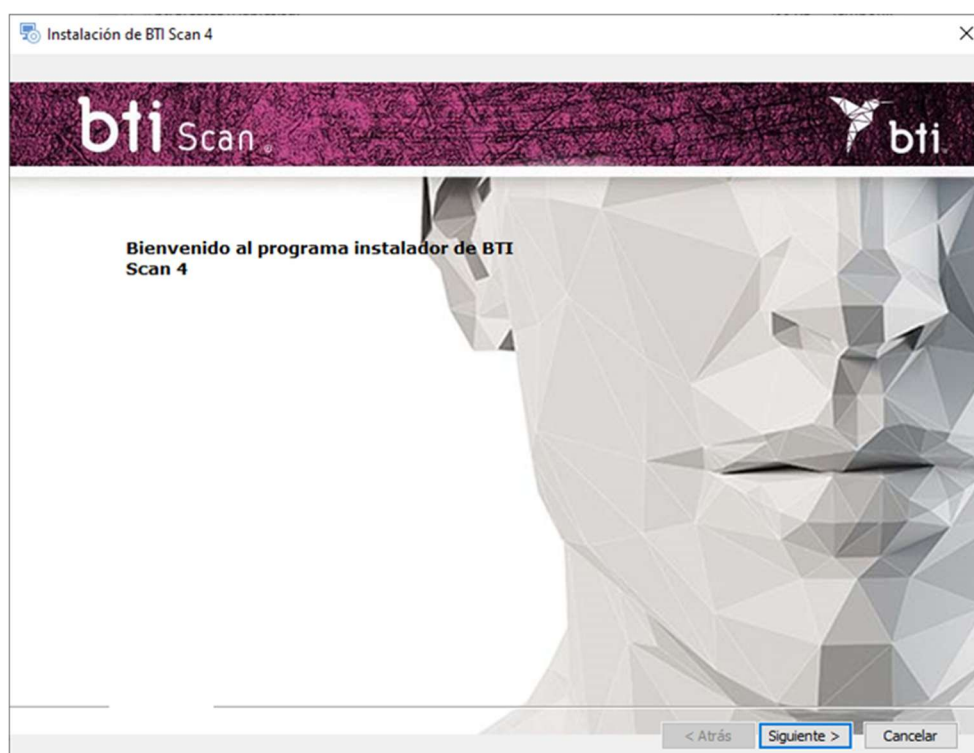 Instalación de BTI Scan 4
bti Scan ®
bti
Bienvenido al programa instalador de BTI
Scan 4
< Atrás
Siguiente >
Cancelar